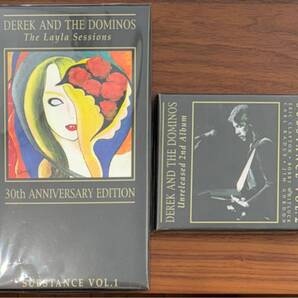 DEREK AND THE DOMINOS
The Layla Sessions
30th ANNIVERSARY EDITION
SUBSTANCE VOL.1
DEREK AND THE DOMINOS
Unreleased 2nd Album